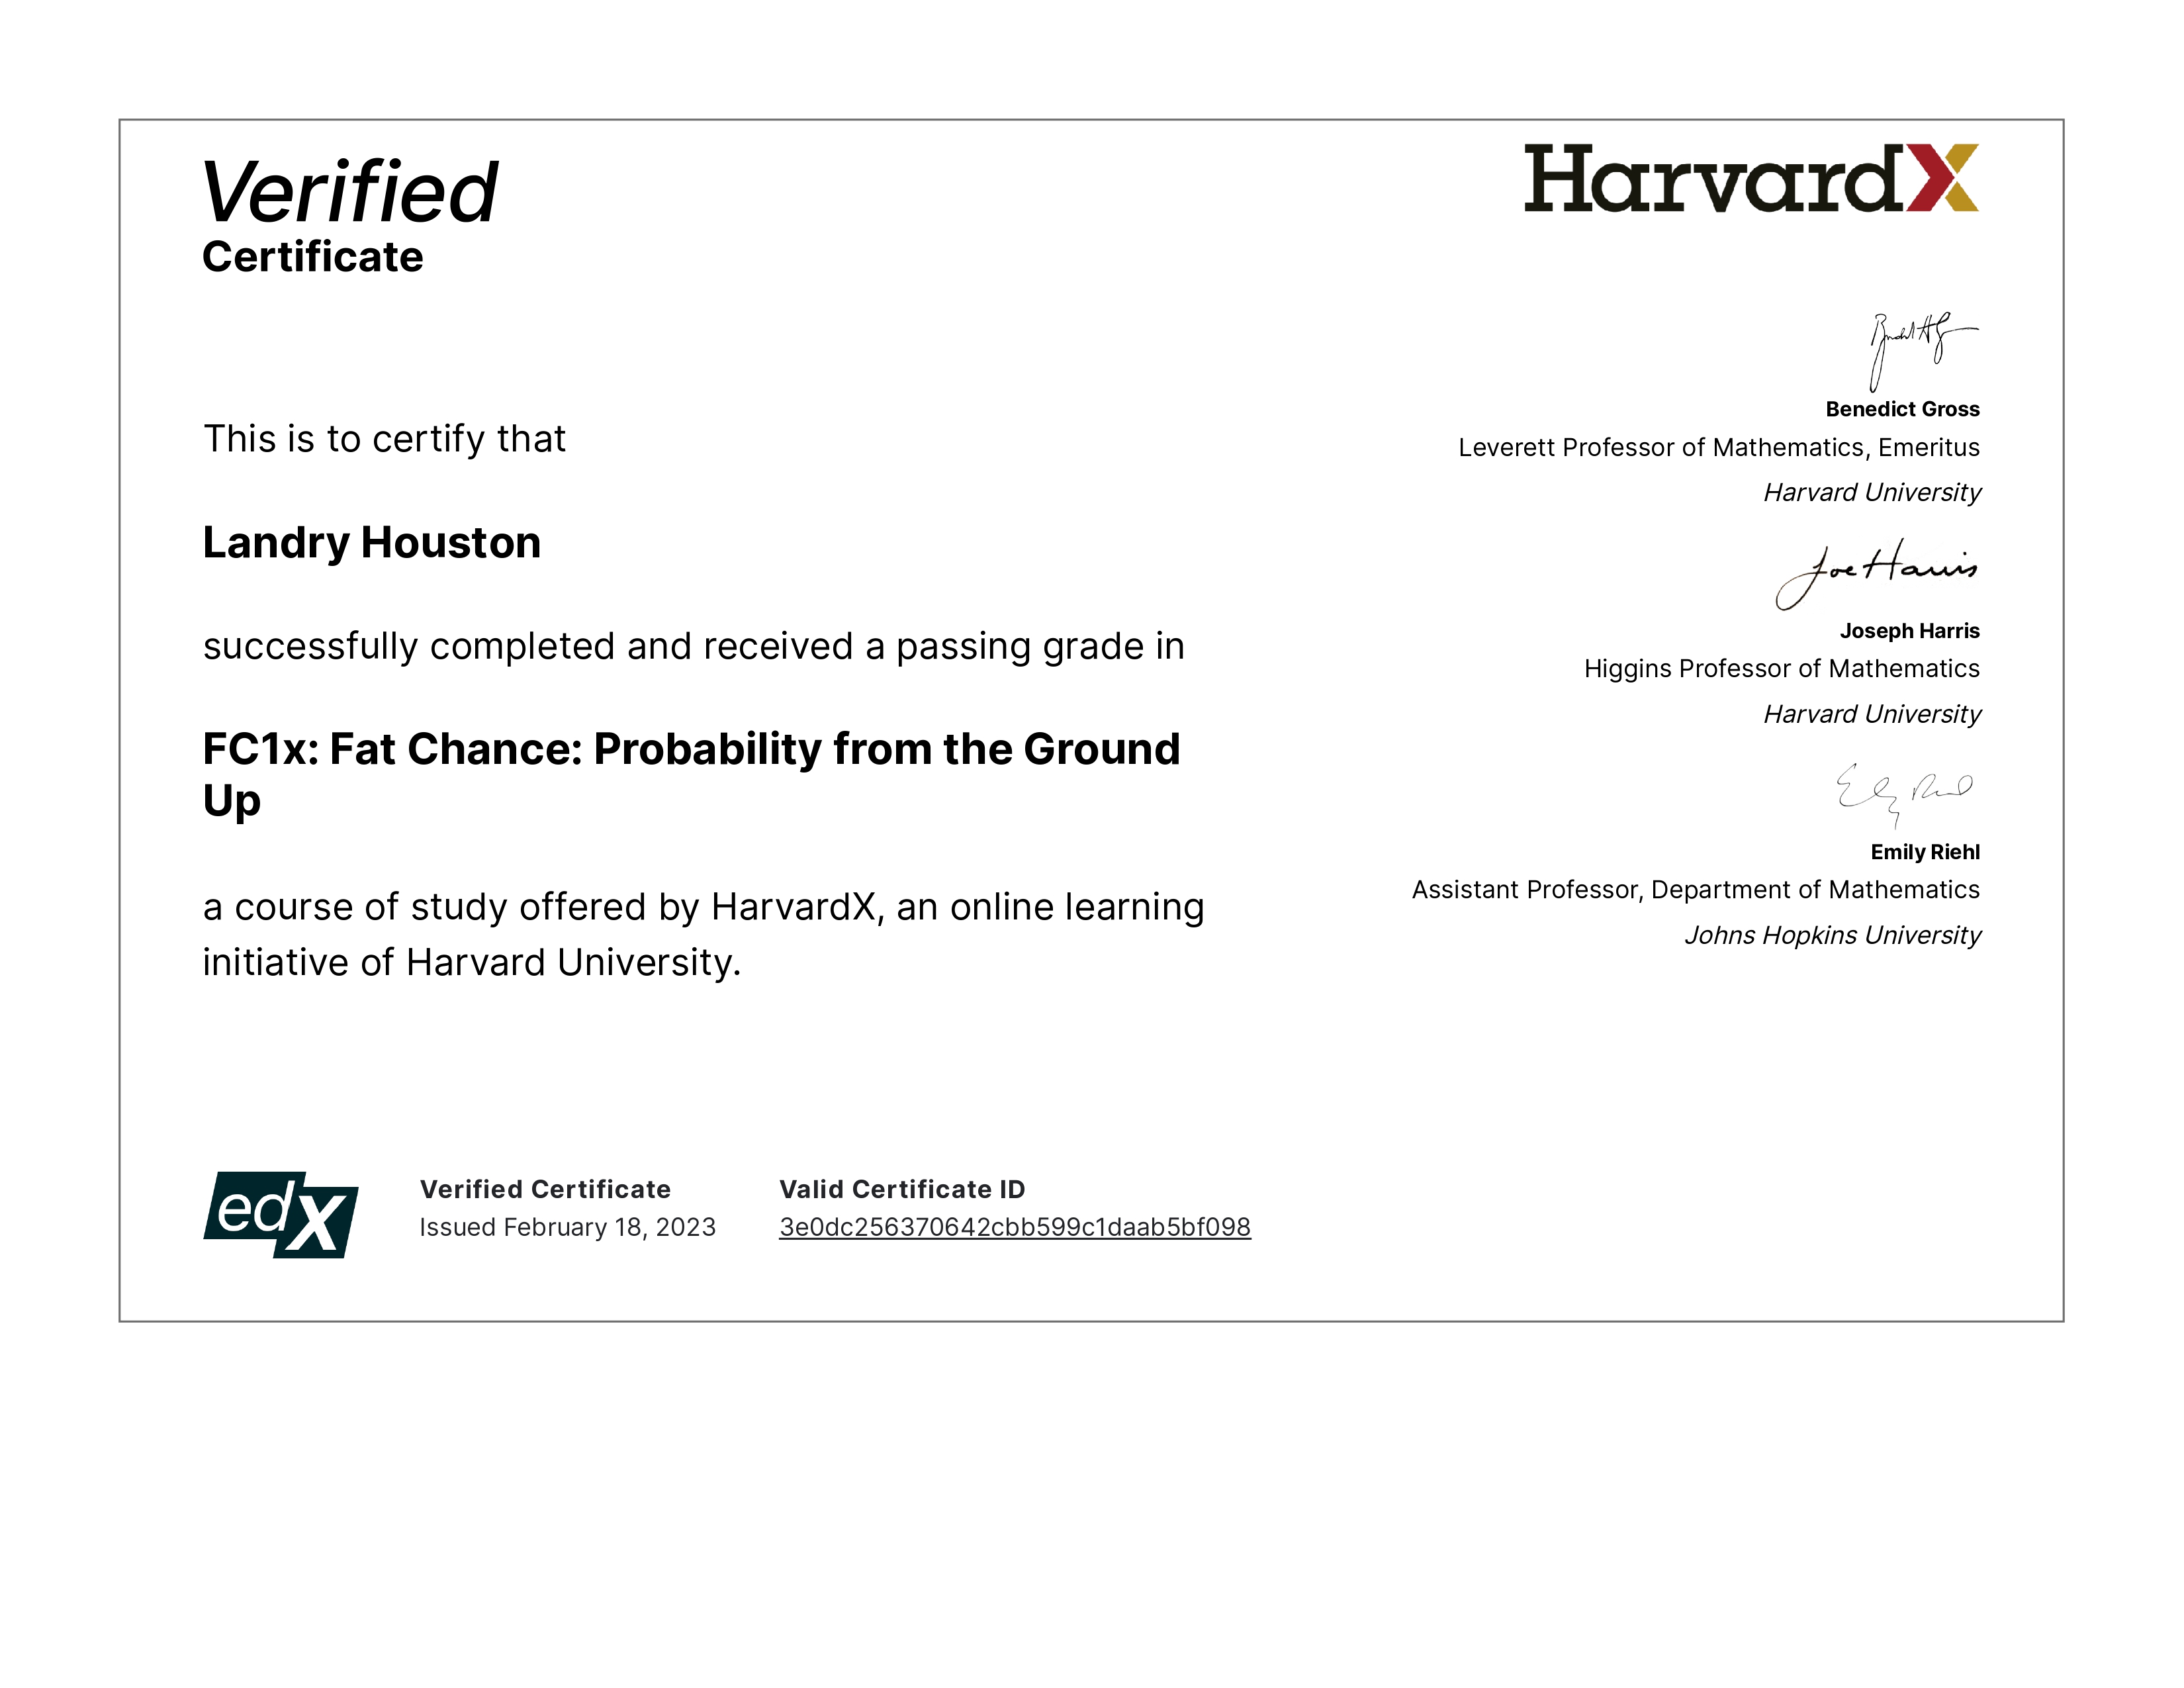 Verified
Certificate
HarvardX
This is to certify that
Landry Houston
successfully completed and received a passing grade in
FC1x: Fat Chance: Probability from the Ground
Up
a course of study offered by HarvardX, an online learning
initiative of Harvard University.
Benedict Gross
Leverett Professor of Mathematics, Emeritus
Harvard University
Joe Harris
Joseph Harris
Higgins Professor of Mathematics
Harvard University
Emily Riehl
Assistant Professor, Department of Mathematics
Johns Hopkins University
edX
Verified Certificate
Issued February 18, 2023
Valid Certificate ID
3e0dc256370642cbb599c1daab5bf098